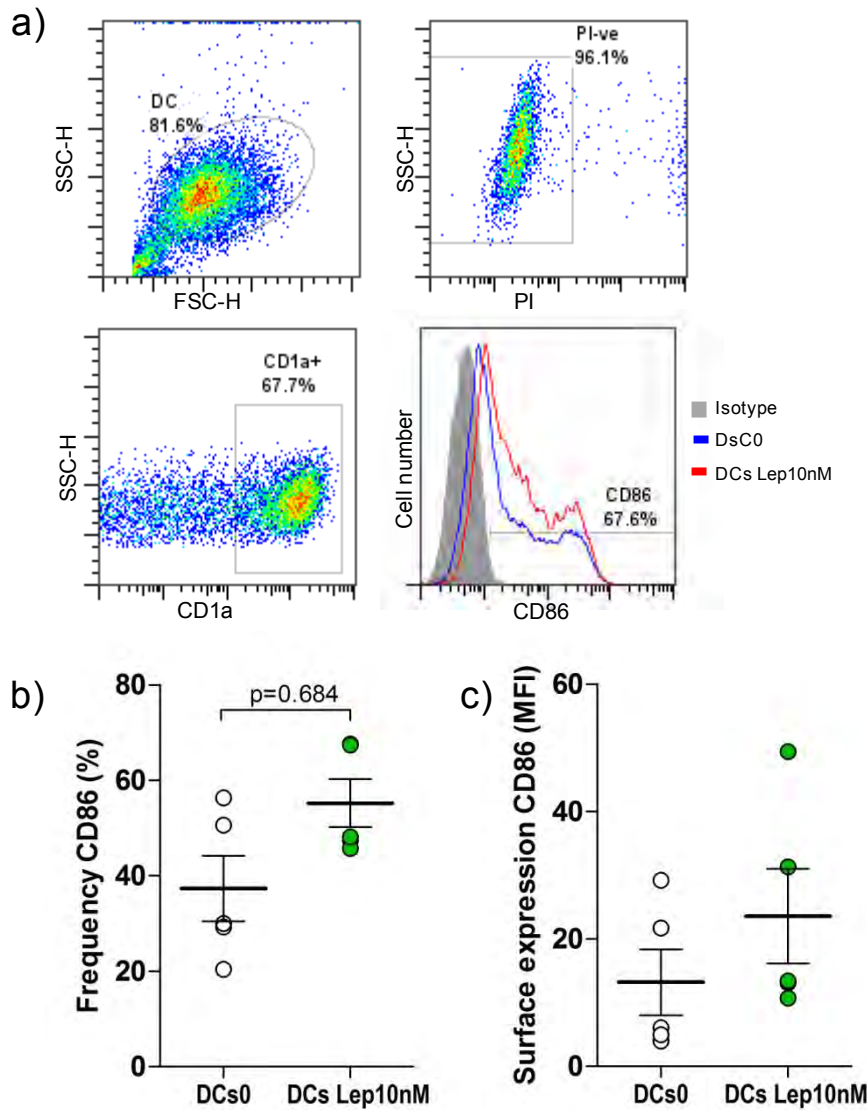 a)
DC
81.6%
SSC-H
FSC-H
PI-ve
96.1%
SSC-H
PI
CD1a+
67.7%
SSC-H
CD1a
CD86
67.6%
Cell number
CD86
Isotype
DsC0
DCs Lep10nM
b)
p=0.684
Frequency CD86 (%)
80
60
40
20
0
DCs0 DCs Lep10nM
c)
Surface expression CD86 (MFI)
60
40
20
0
DCs0 DCs Lep10nM